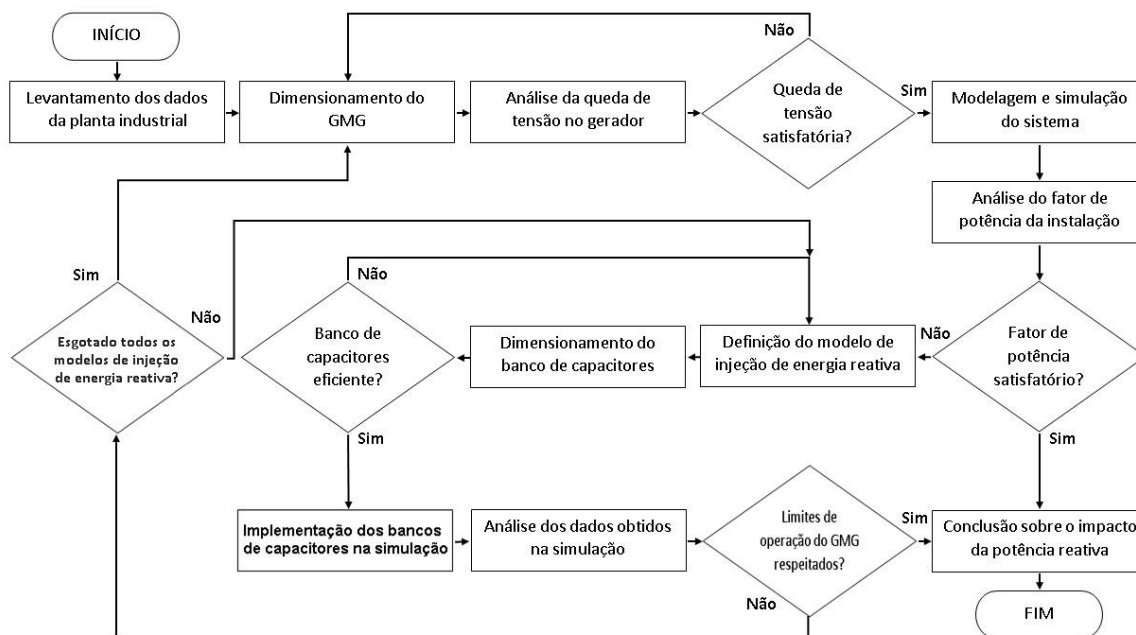 INÍCIO
Não
Levantamento dos dados
da planta industrial
Dimensionamento do
GMG
Análise da queda de
tensão no gerador
Queda de
tensão
satisfatória?
Sim
Modelagem e simulação
do sistema
Análise do fator de
potência da instalação
Sim
Não
Esgotado todos os
modelos de injeção
de energia reativa?
Não
Banco de
capacitores
eficiente?
Sim
Dimensionamento do
banco de capacitores
Definição do modelo de
injeção de energia reativa
Não
Fator de
potência
satisfatório?
Sim
Implementação dos bancos
de capacitores na simulação
Análise dos dados obtidos
na simulação
Limites de
operação do GMG
respeitados?
Sim
Não
Conclusão sobre o impacto
da potência reativa
FIM